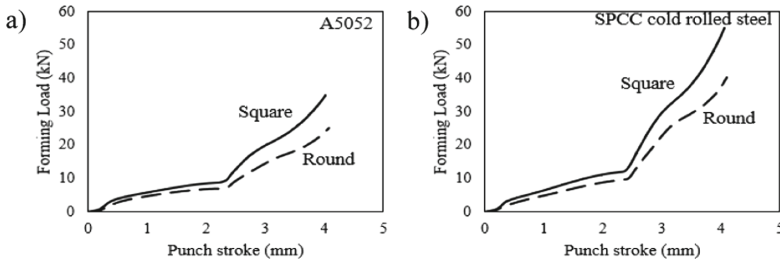 a)
Forming Load (kN)
60
50
40
30
20
10
0
A5052
Square
Round
0 1 2 3 4 5
Punch stroke (mm)
b)
Forming Load (kN)
60
50
40
30
20
10
0
SPCC cold rolled steel
Square
Round
0 1 2 3 4 5
Punch stroke (mm)